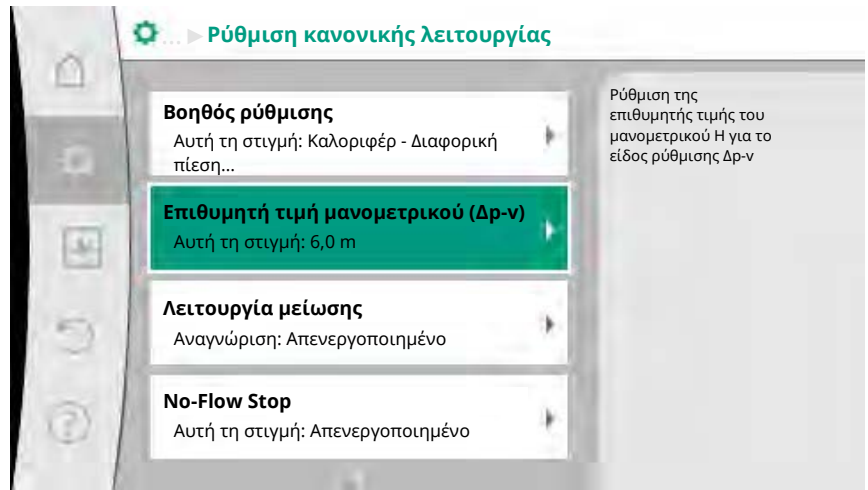 ... ▶ Ρύθμιση κανονικής λειτουργίας
Βοηθός ρύθμισης
Αυτή τη στιγμή: Καλοριφέρ - Διαφορική
πίεση...
Επιθυμητή τιμή μανομετρικού (Δp-v)
Αυτή τη στιγμή: 6,0 m
Λειτουργία μείωσης
Αναγνώριση: Απενεργοποιημένο
No-Flow Stop
Αυτή τη στιγμή: Απενεργοποιημένο
Ρύθμιση της
επιθυμητής τιμής του
μανομετρικού H για το
είδος ρύθμισης Δp-v